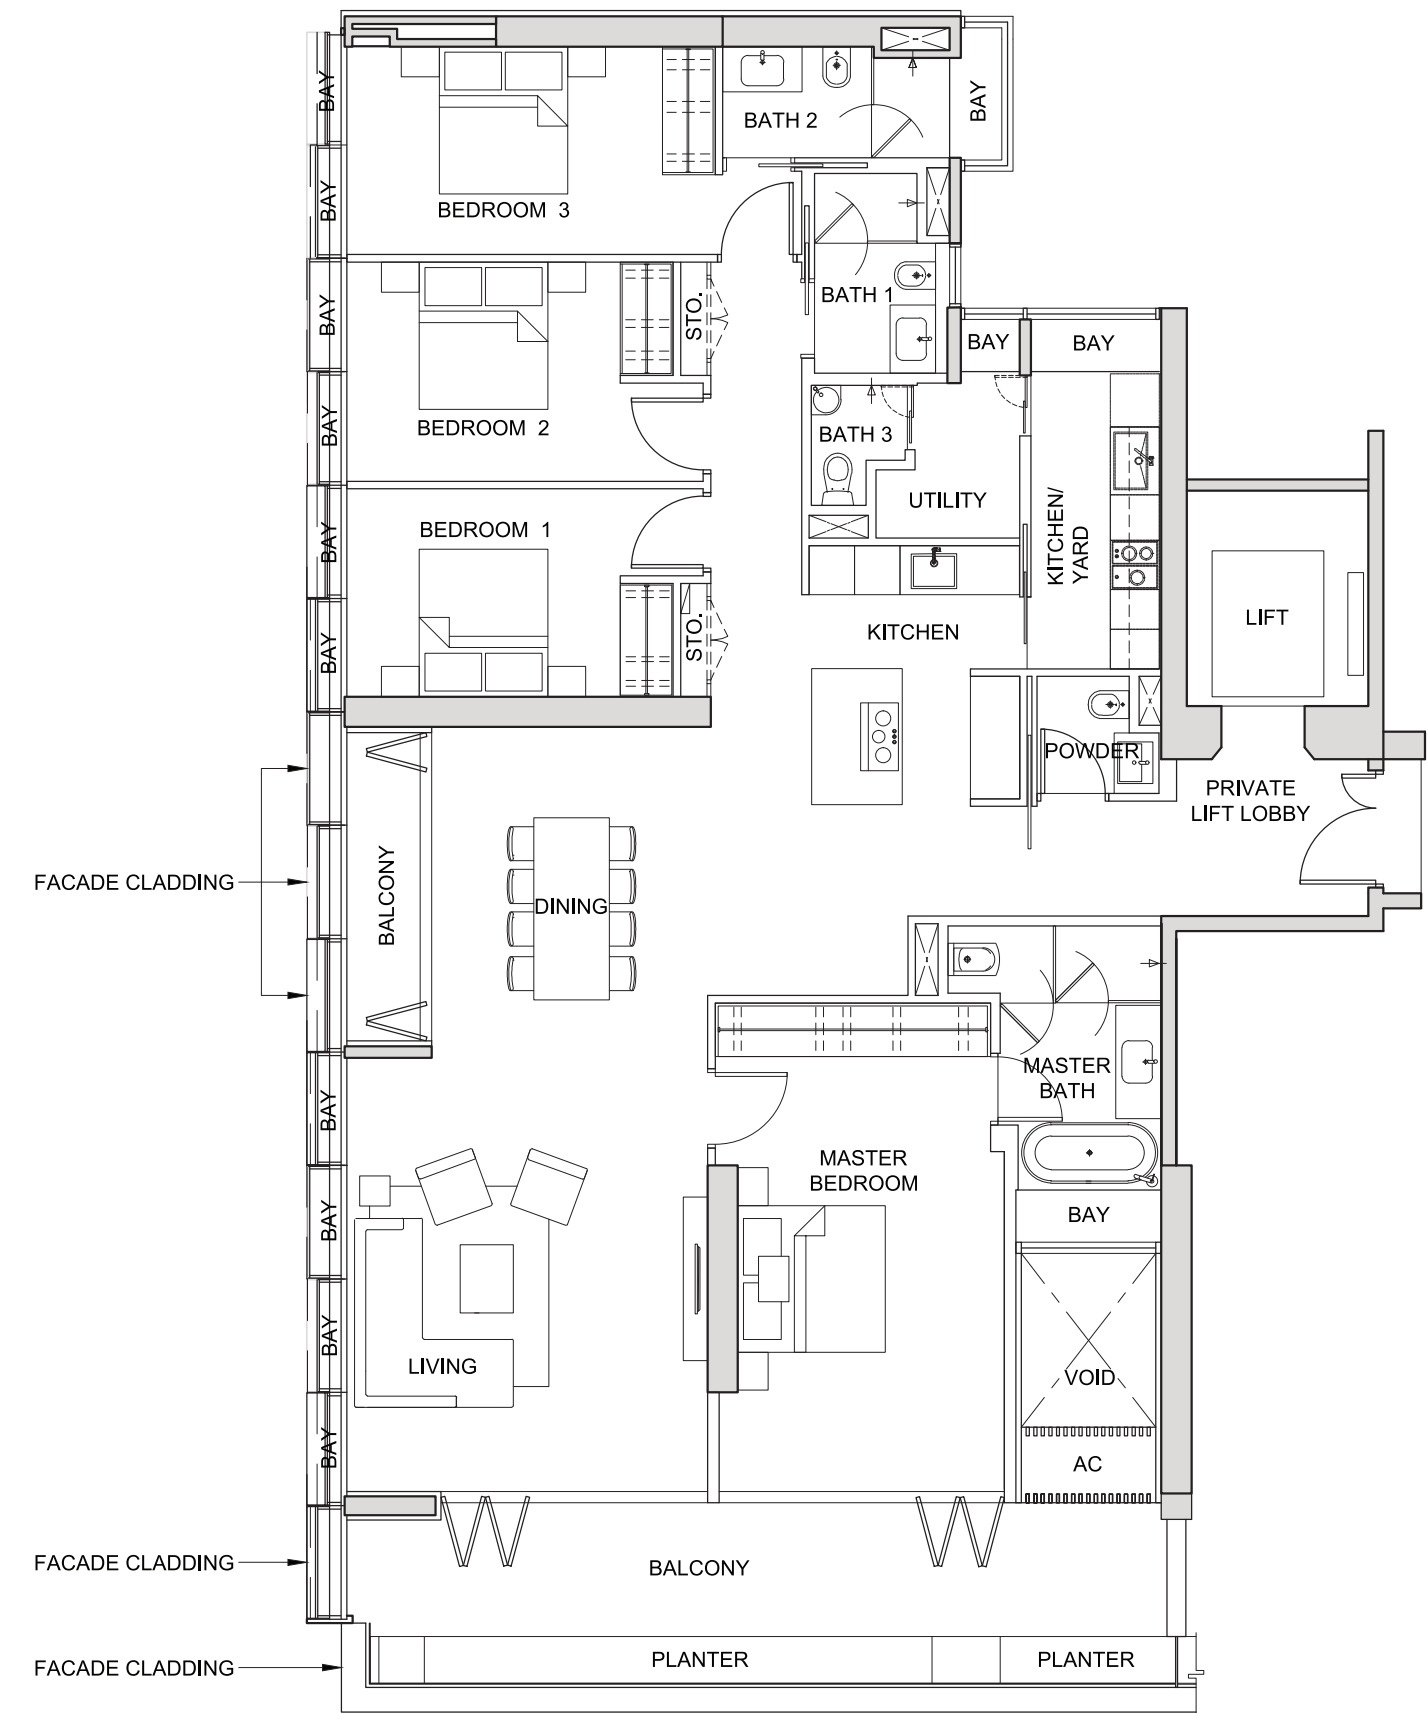 BAY
BAY
BATH 2
BAY
BEDROOM 3
BATH 1
BAY
STO.
BAY
BAY
BAY
BEDROOM 2
BATH 3
UTILITY
BEDROOM 1
BAY
KITCHEN/
YARD
LIFT
KITCHEN
STO.
BAY
POWDER
PRIVATE
LIFT LOBBY
FACADE CLADDING
BALCONY
DINING
MASTER
BATH
BAY
MASTER
BEDROOM
BAY
BAY
BAY
LIVING
VOID
BAY
AC
FACADE CLADDING
BALCONY
FACADE CLADDING
PLANTER
PLANTER